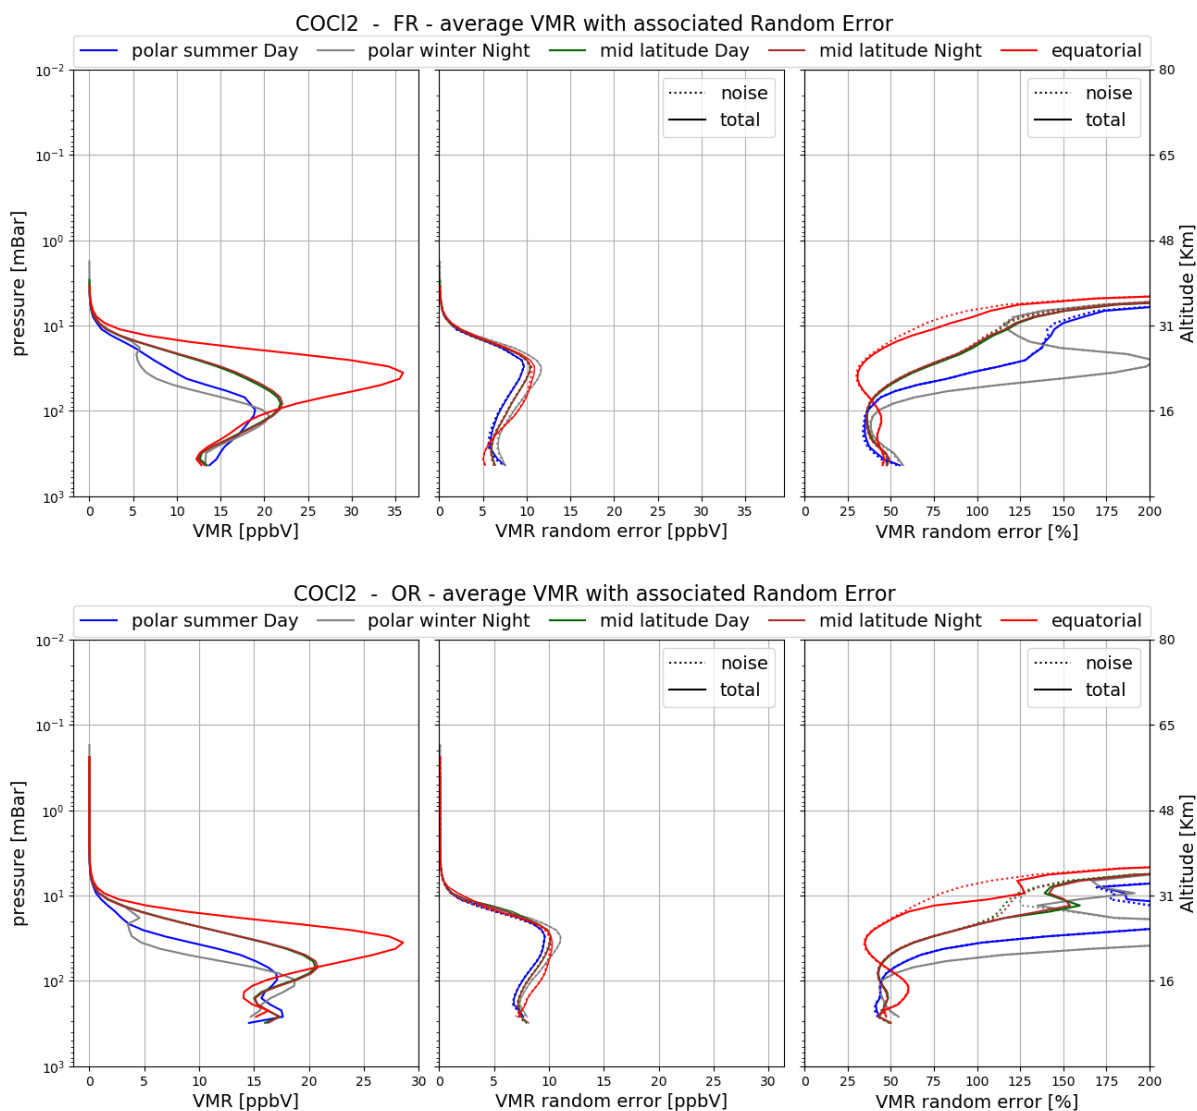 COCl2 - FR - average VMR with associated Random Error
polar summer Day polar winter Night mid latitude Day mid latitude Night equatorial
noise
total
noise
total
10⁻²
10⁻¹
10⁰
10¹
10²
10³
pressure [mBar]
80
65
48
31
16
Altitude [Km]
0 5 10 15 20 25 30 35
0 5 10 15 20 25 30 35
0 25 50 75 100 125 150 175 200
VMR [ppbV]
VMR random error [ppbV]
VMR random error [%]
COCl2 - OR - average VMR with associated Random Error
polar summer Day polar winter Night mid latitude Day mid latitude Night equatorial
noise
total
noise
total
10⁻²
10⁻¹
10⁰
10¹
10²
10³
pressure [mBar]
80
65
48
31
16
Altitude [Km]
0 5 10 15 20 25 30
0 5 10 15 20 25 30
0 25 50 75 100 125 150 175 200
VMR [ppbV]
VMR random error [ppbV]
VMR random error [%]